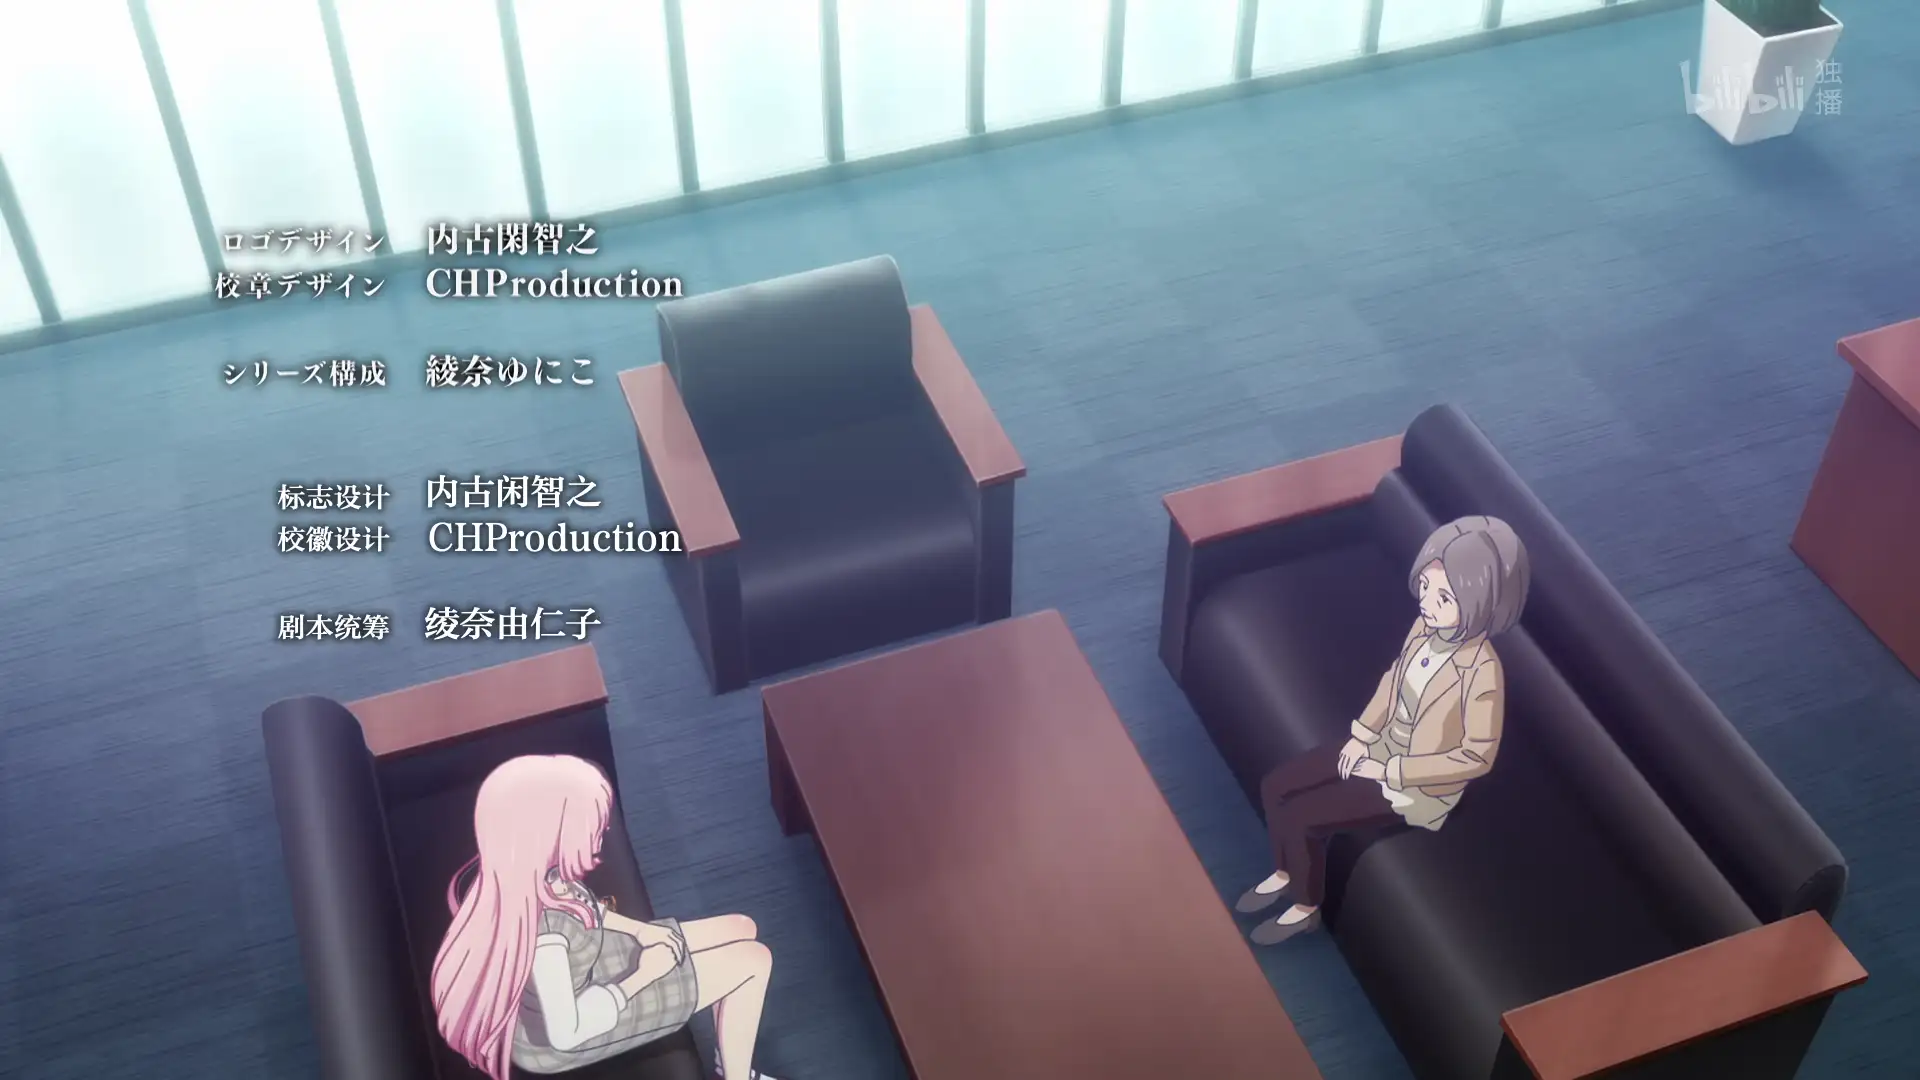 bilibili 独播
ロゴデザイン 内古閑智之
校章デザイン CHProduction
シリーズ構成 綾奈ゆにこ
标志设计 内古闲智之
校徽设计 CHProduction
剧本统筹 绫奈由仁子